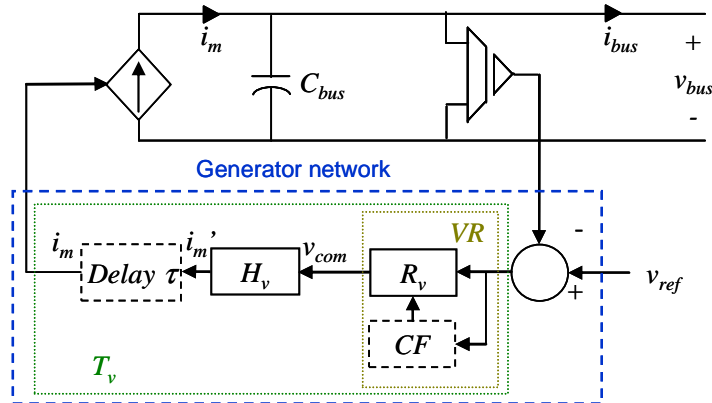 i_m
i_bus
+
C_bus
v_bus
-
Generator network
VR
-
i_m
i_m’
v_com
Delay τ
H_v
R_v
+
v_ref
CF
T_v